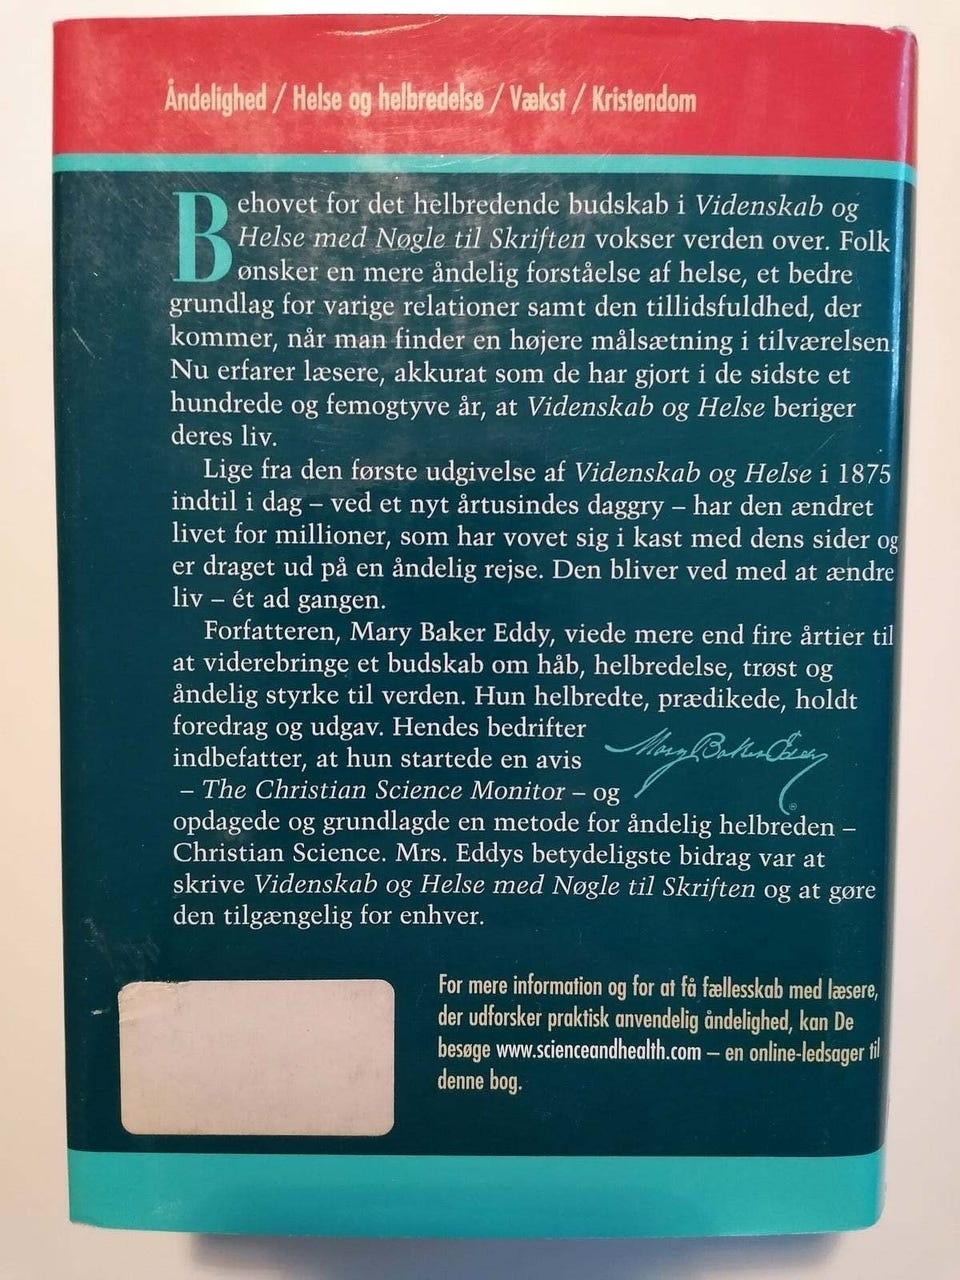 Åndelighed / Helse og helbredelse / Vækst / Kristendom
Behovet for det helbredende budskab i Videnskab og
Helse med Nøgle til Skriften vokser verden over. Folk
ønsker en mere åndelig forståelse af helse, et bedre
grundlag for varige relationer samt den tillidsfuldhed, der
kommer, når man finder en højere målsætning i tilværelsen.
Nu erfarer læsere, akkurat som de har gjort i de sidste et
hundrede og femogtyve år, at Videnskab og Helse beriger
deres liv.
Lige fra den første udgivelse af Videnskab og Helse i 1875
indtil i dag – ved et nyt årtusindes daggry – har den ændret
livet for millioner, som har vovet sig i kast med dens sider og
er draget ud på en åndelig rejse. Den bliver ved med at ændre
liv – ét ad gangen.
Forfatteren, Mary Baker Eddy, viede mere end fire årtier til
at viderebringe et budskab om håb, helbredelse, trøst og
åndelig styrke til verden. Hun helbredte, prædikede, holdt
foredrag og udgav. Hendes bedrifter
indbefatter, at hun startede en avis
– The Christian Science Monitor – og
Mary Baker Eddy
®
opdagede og grundlagde en metode for åndelig helbreden –
Christian Science. Mrs. Eddys betydeligste bidrag var at
skrive Videnskab og Helse med Nøgle til Skriften og at gøre
den tilgængelig for enhver.
For mere information og for at få fællesskab med læsere,
der udforsker praktisk anvendelig åndelighed, kan De
besøge www.scienceandhealth.com – en online-ledsager til
denne bog.